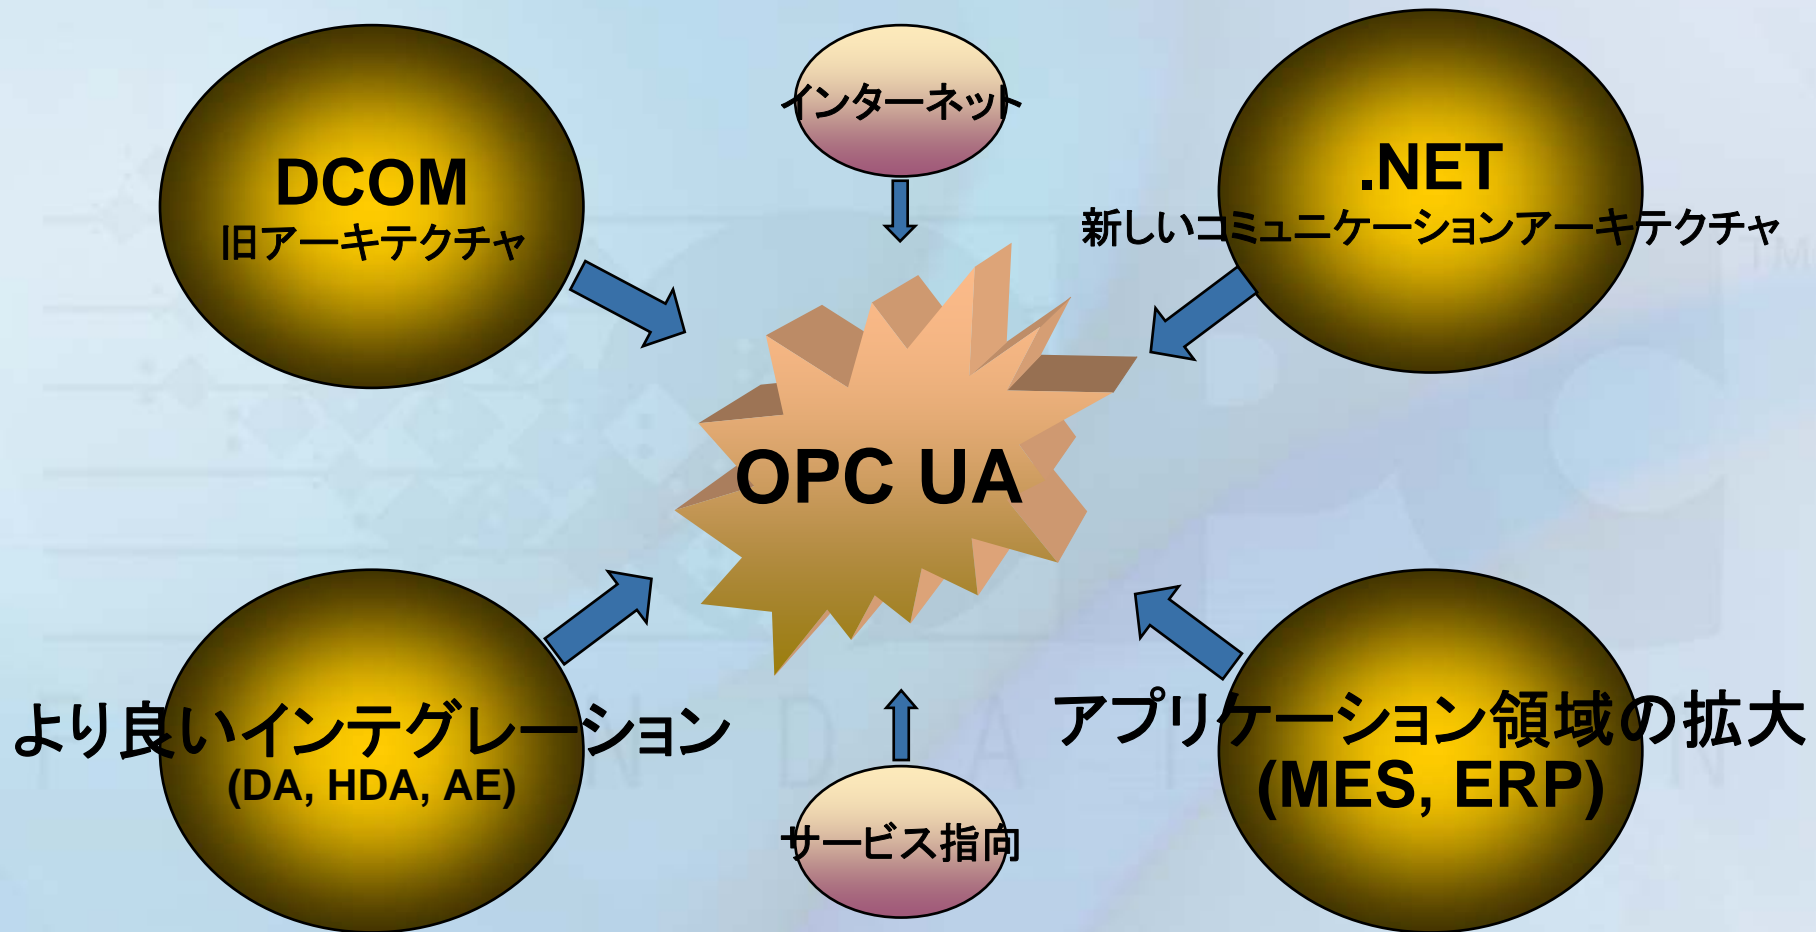 DCOM
旧アーキテクチャ
インターネット
.NET
新しいコミュニケーションアーキテクチャ
TM
OPC UA
より良いインテグレーション
(DA, HDA, AE)
サービス指向
アプリケーション領域の拡大
(MES, ERP)